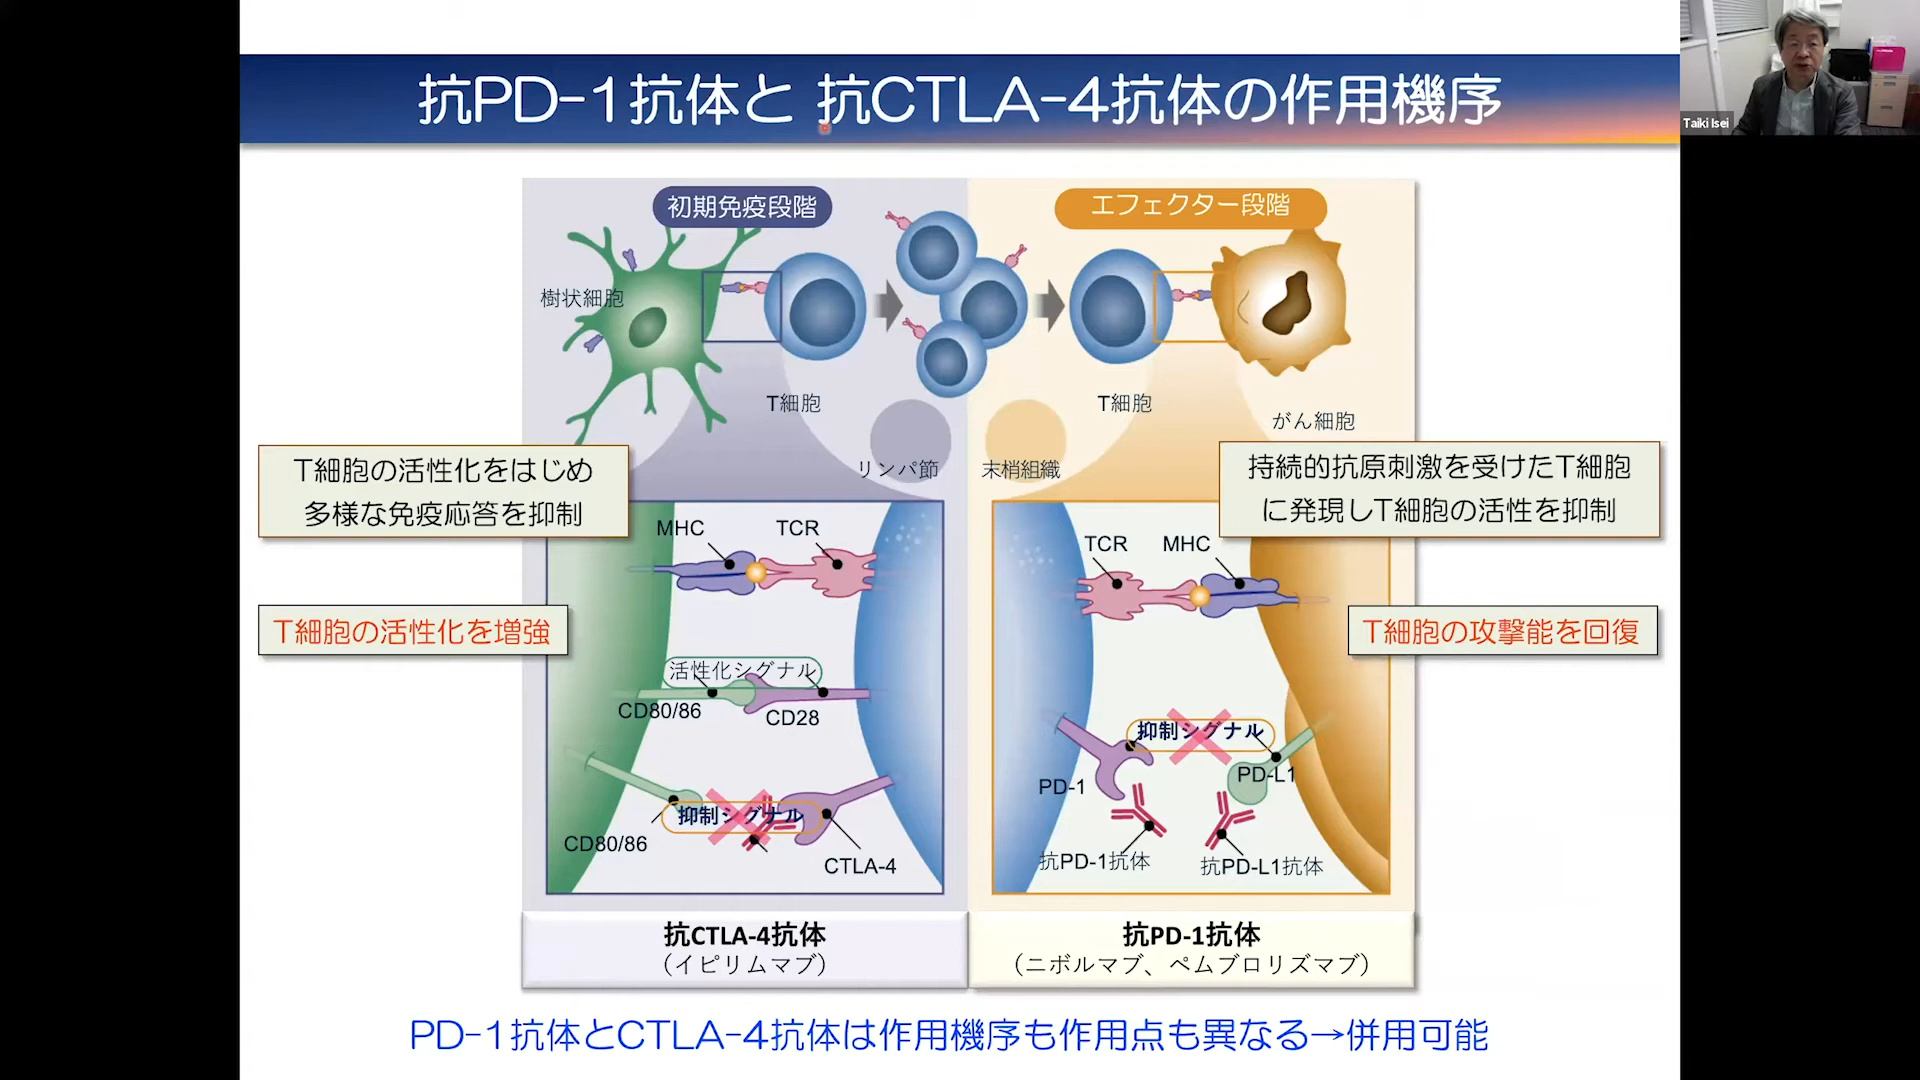 抗PD-1抗体と 抗CTLA-4抗体の作用機序
Taiki Isei
初期免疫段階
エフェクター段階
樹状細胞
T細胞
T細胞
がん細胞
リンパ節
末梢組織
T細胞の活性化をはじめ
多様な免疫応答を抑制
持続的抗原刺激を受けたT細胞
に発現しT細胞の活性を抑制
MHC
TCR
TCR
MHC
T細胞の活性化を増強
T細胞の攻撃能を回復
活性化シグナル
CD80/86
CD28
抑制シグナル
CD80/86
CTLA-4
抑制シグナル
PD-1
PD-L1
抗PD-1抗体
抗PD-L1抗体
抗CTLA-4抗体
（イピリムマブ）
抗PD-1抗体
（ニボルマブ、ペムブロリズマブ）
PD-1抗体とCTLA-4抗体は作用機序も作用点も異なる→併用可能